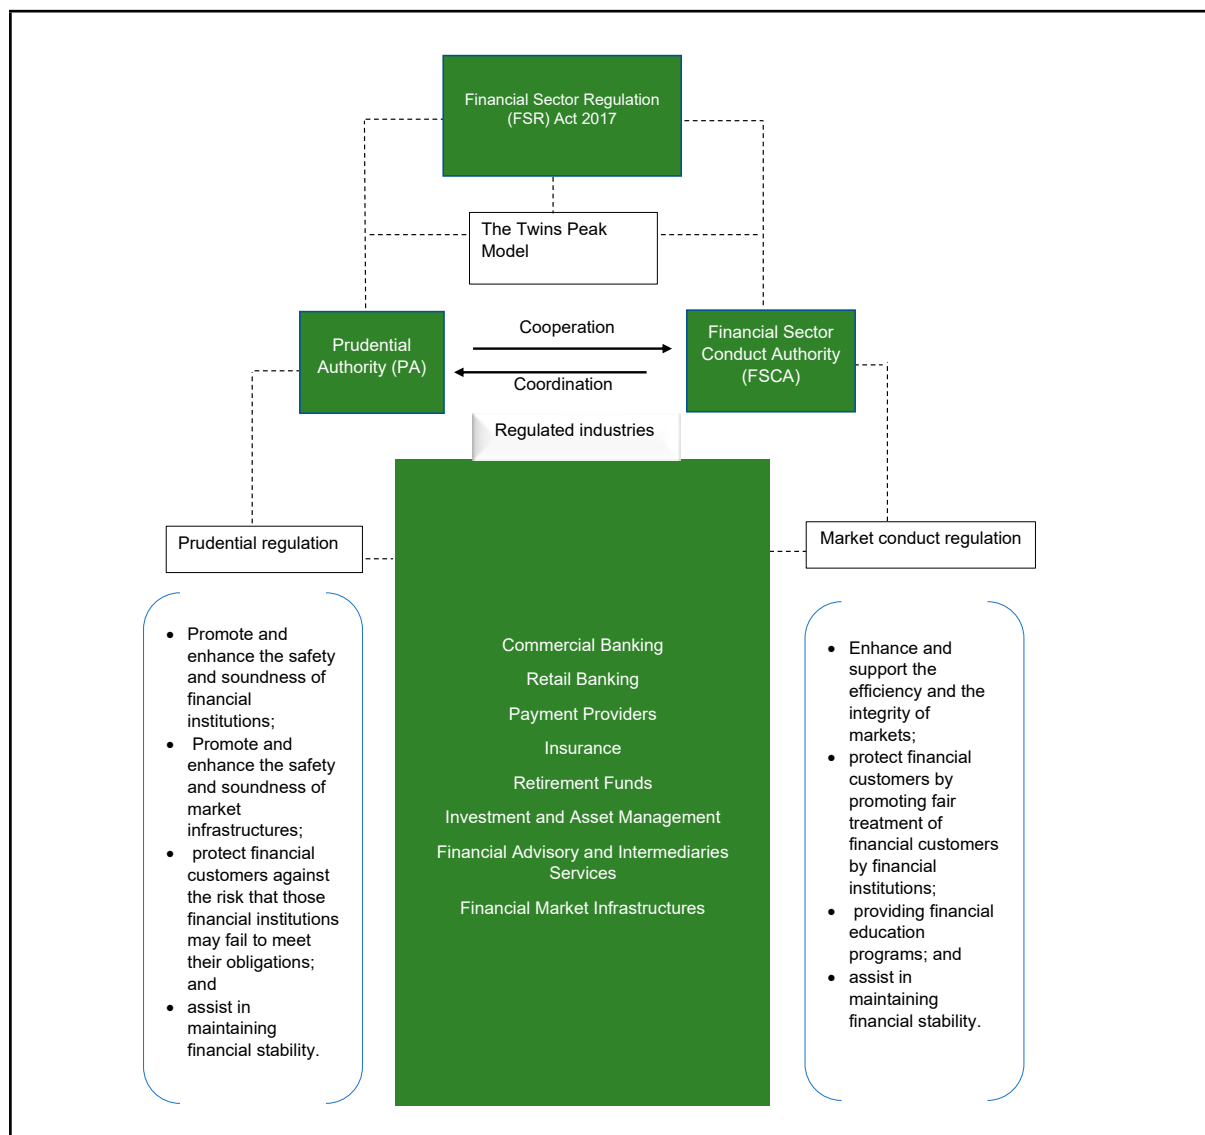 Financial Sector Regulation
(FSR) Act 2017
The Twins Peak
Model
Prudential
Authority (PA)
Cooperation
Coordination
Financial Sector
Conduct Authority
(FSCA)
Regulated industries
Prudential regulation
Market conduct regulation
• Promote and
enhance the safety
and soundness of
financial
institutions;
• Promote and
enhance the safety
and soundness of
market
infrastructures;
• protect financial
customers against
the risk that those
financial institutions
may fail to meet
their obligations;
and
• assist in
maintaining
financial stability.
Commercial Banking
Retail Banking
Payment Providers
Insurance
Retirement Funds
Investment and Asset Management
Financial Advisory and Intermediaries
Services
Financial Market Infrastructures
• Enhance and
support the
efficiency and the
integrity of
markets;
• protect financial
customers by
promoting fair
treatment of
financial customers
by financial
institutions;
• providing financial
education
programs; and
• assist in
maintaining
financial stability.